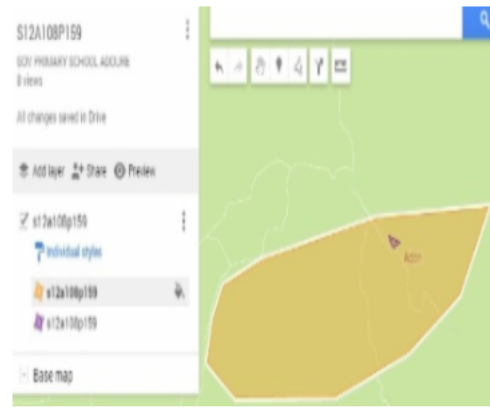 S12A108P159
GOV PRIMARY SCHOOL ADOURE
8 views
All changes saved in Drive
Add layer Share Preview
s12a108p159
Individual styles
s12a108p159
s12a108p159
Base map